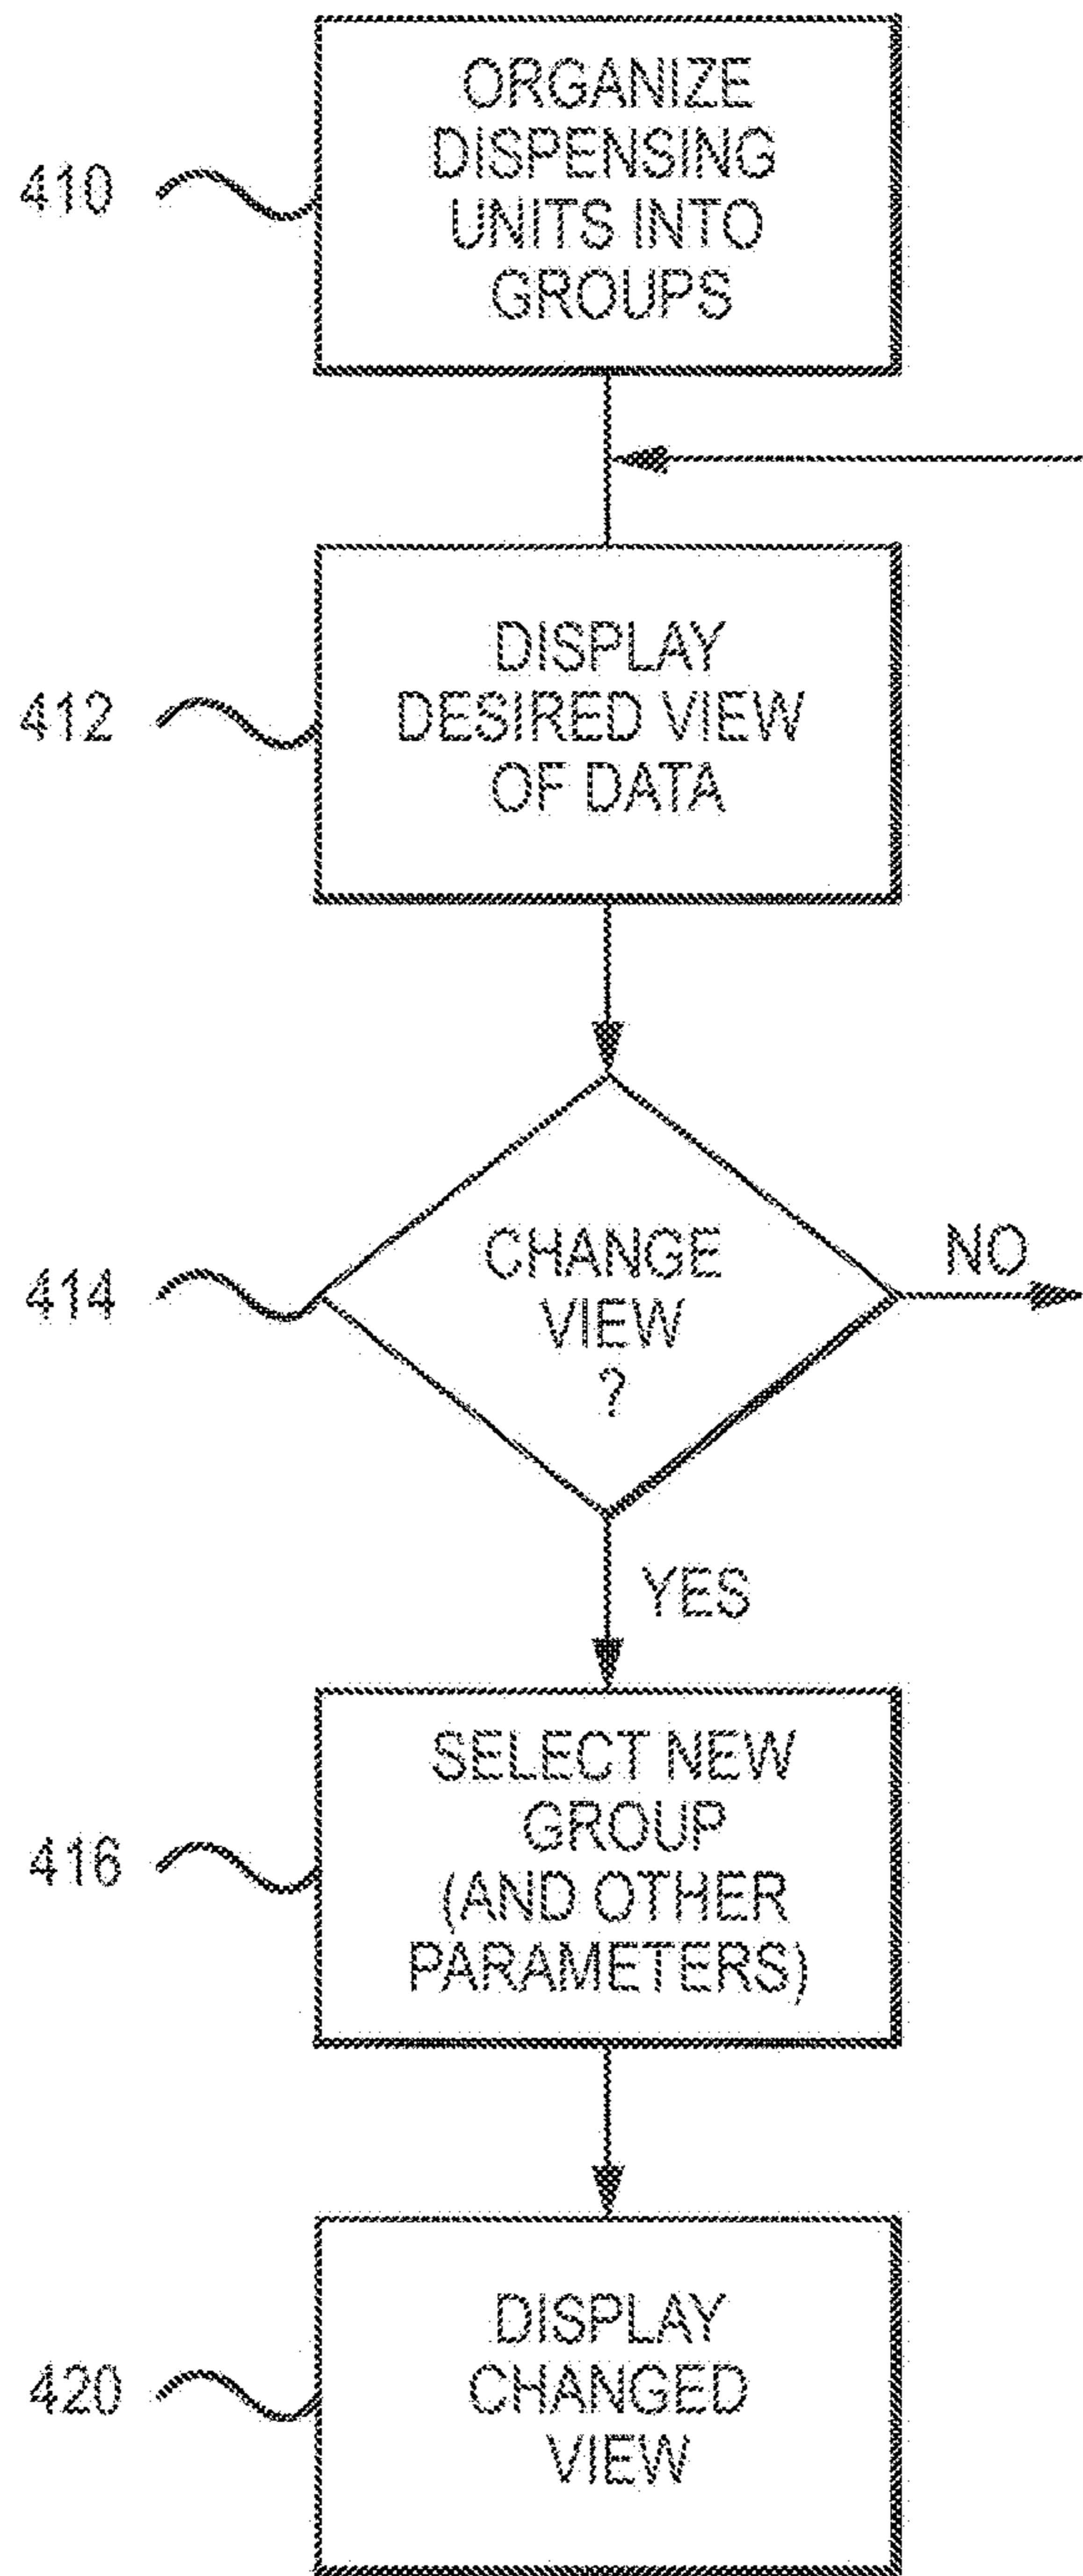 410
ORGANIZE
DISPENSING
UNITS INTO
GROUPS
412
DISPLAY
DESIRED VIEW
OF DATA
414
CHANGE
VIEW
?
NO
YES
416
SELECT NEW
GROUP
(AND OTHER
PARAMETERS)
420
DISPLAY
CHANGED
VIEW